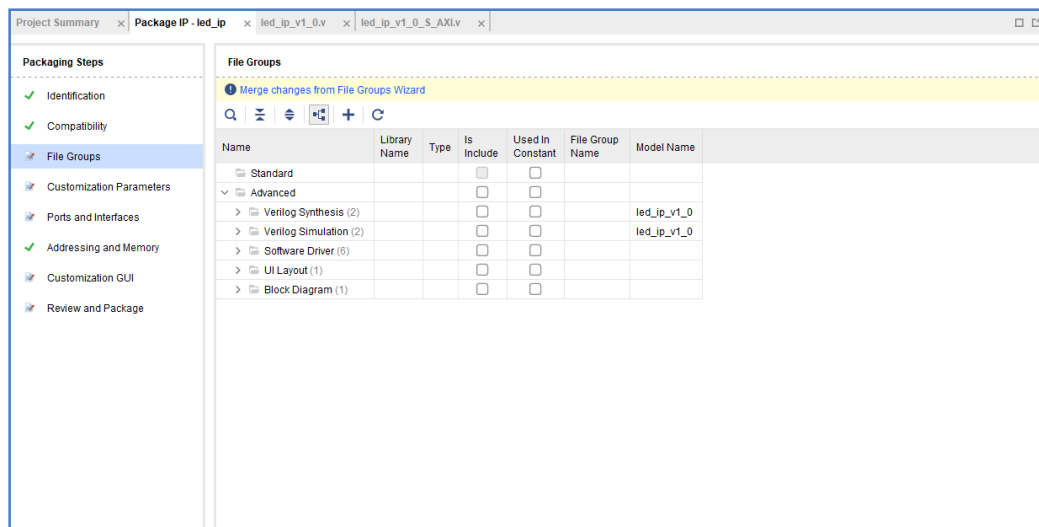 Project Summary
Package IP - led_ip
led_ip_v1_0.v
led_ip_v1_0_S_AXI.v
Packaging Steps
Identification
Compatibility
File Groups
Customization Parameters
Ports and Interfaces
Addressing and Memory
Customization GUI
Review and Package
File Groups
Merge changes from File Groups Wizard
Name Library Name Type Is Include Used In Constant File Group Name Model Name
Standard
Advanced
Verilog Synthesis (2) led_ip_v1_0
Verilog Simulation (2) led_ip_v1_0
Software Driver (6)
UI Layout (1)
Block Diagram (1)